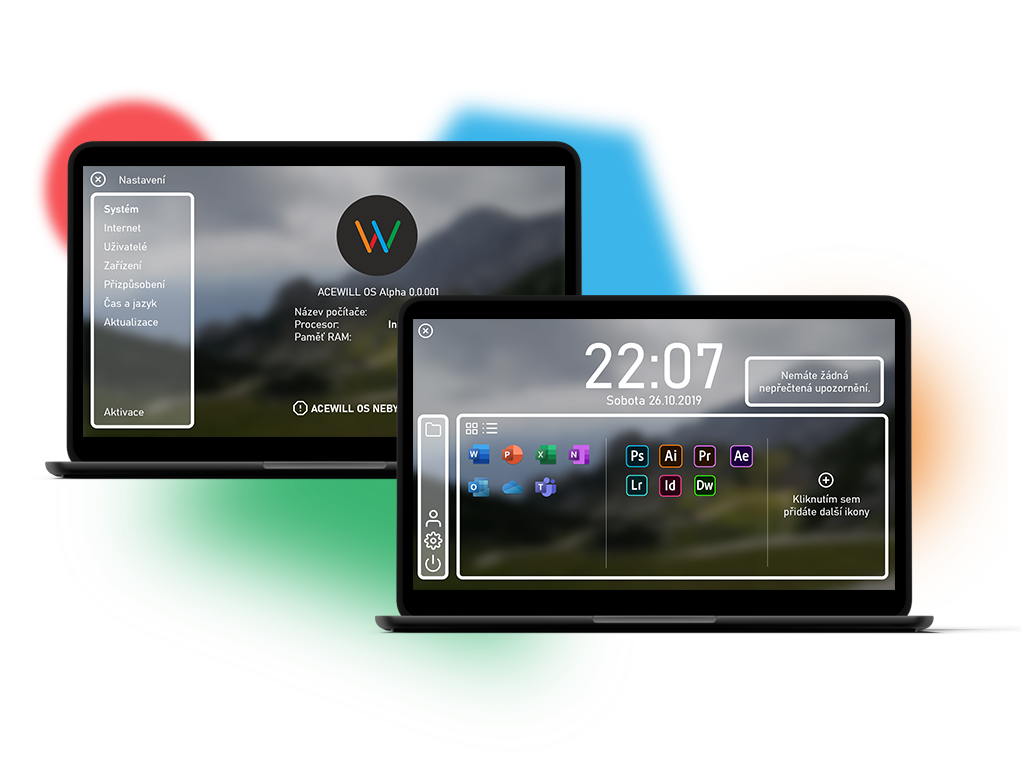 Nastavení
Systém
Internet
Uživatelé
Zařízení
Přizpůsobení
Čas a jazyk
Aktualizace
Aktivace
ACEWILL OS Alpha 0.0.001
Název počítače:
Procesor: In
Paměť RAM:
ACEWILL OS NEBY
22:07
Sobota 26.10.2019
Nemáte žádná
nepřečtená upozornění.
W P X N
O T
Ps Ai Pr Ae
Lr Id Dw
Kliknutím sem
přidáte další ikony